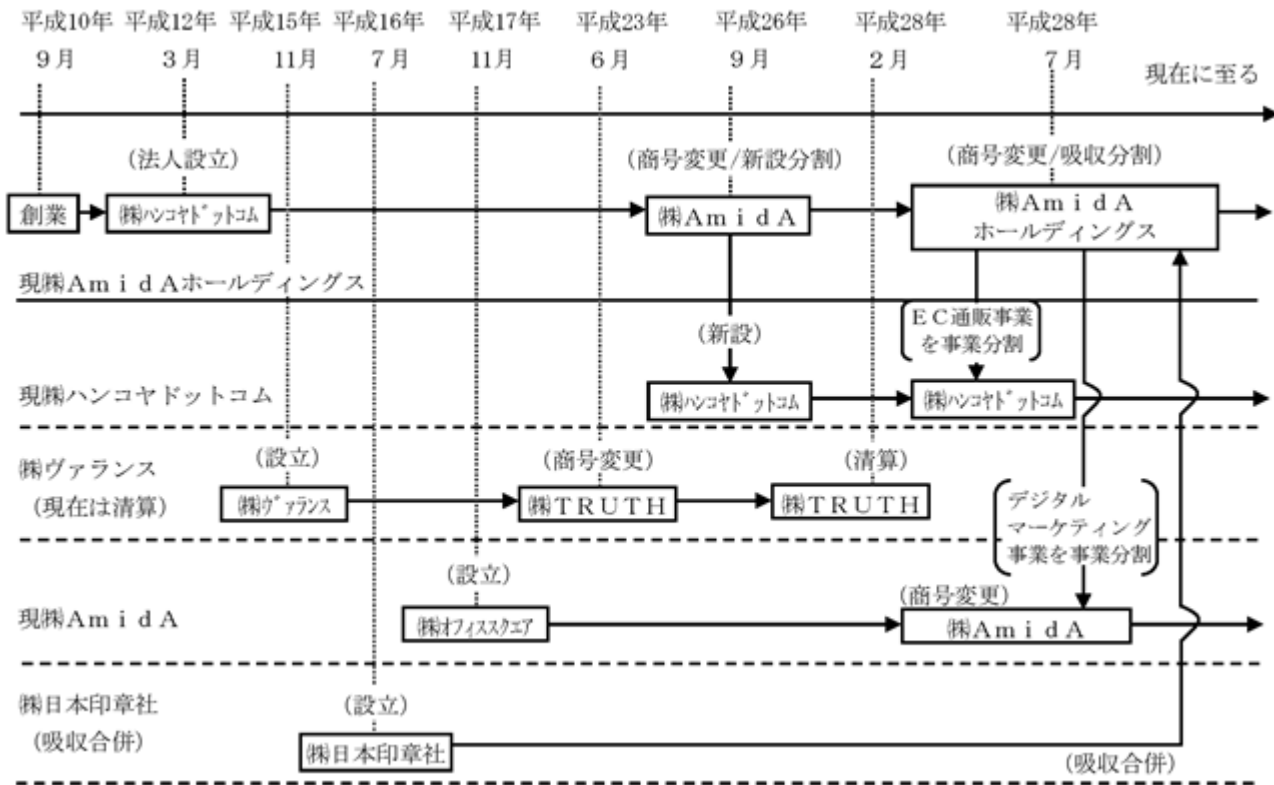 平成10年 平成12年 平成15年 平成16年 平成17年 平成23年 平成26年 平成28年 平成28年
9月 3月 11月 7月 11月 6月 9月 2月 7月
現在に至る
(法人設立) (商号変更/新設分割) (商号変更/吸収分割)
創業 ㈱ハンコヤドットコム ㈱AmidA ㈱AmidA
ホールディングス
現㈱AmidAホールディングス
(新設) EC通販事業
を事業分割
現㈱ハンコヤドットコム ㈱ハンコヤドットコム ㈱ハンコヤドットコム
㈱ヴァランス (設立) (商号変更) (清算)
(現在は清算) ㈱ヴァランス ㈱TRUTH ㈱TRUTH
デジタル
マーケティング
事業を事業分割
(設立) (商号変更)
現㈱AmidA ㈱オフィススクエア ㈱AmidA
㈱日本印章社 (設立)
(吸収合併) ㈱日本印章社 (吸収合併)